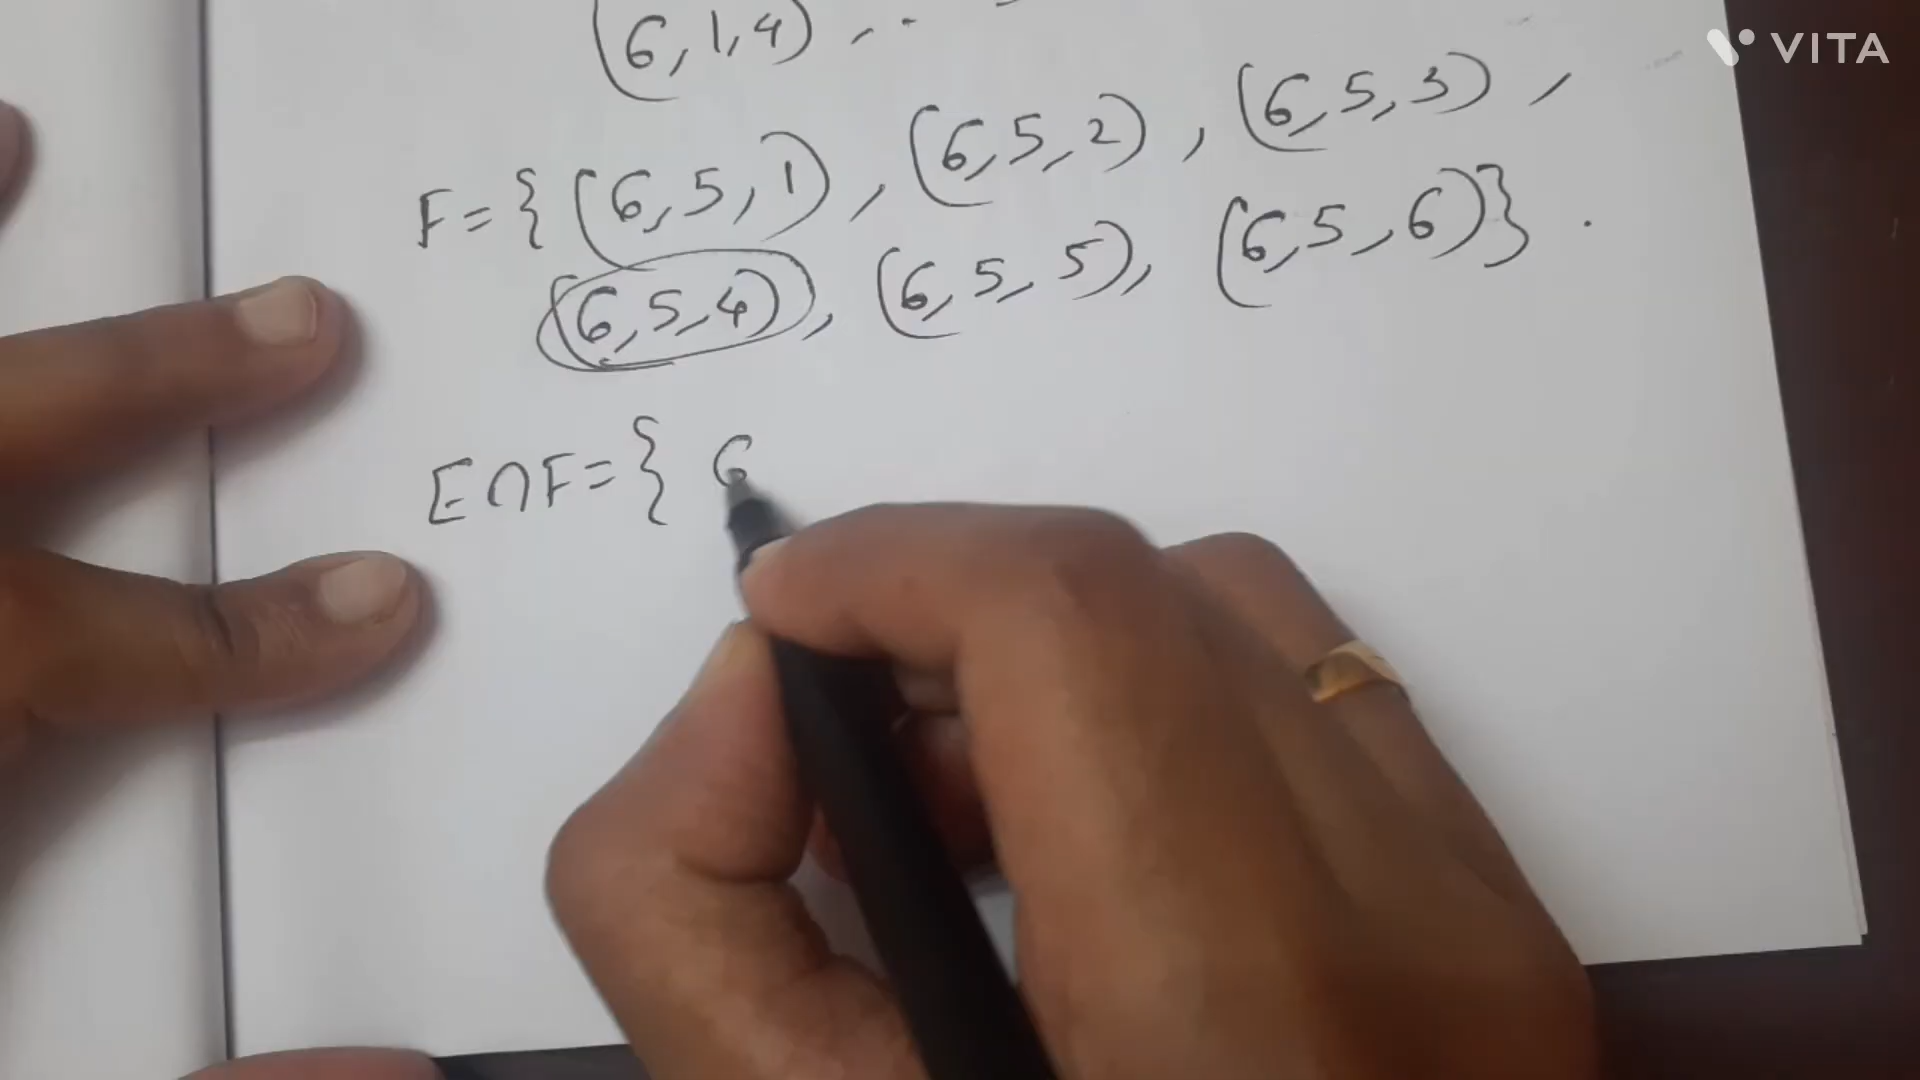 VITA
(6,1,4) ...
F={(6,5,1), (6,5,2), (6,5,3),
(6,5,4), (6,5,5), (6,5,6)}.
E∩F={ 6